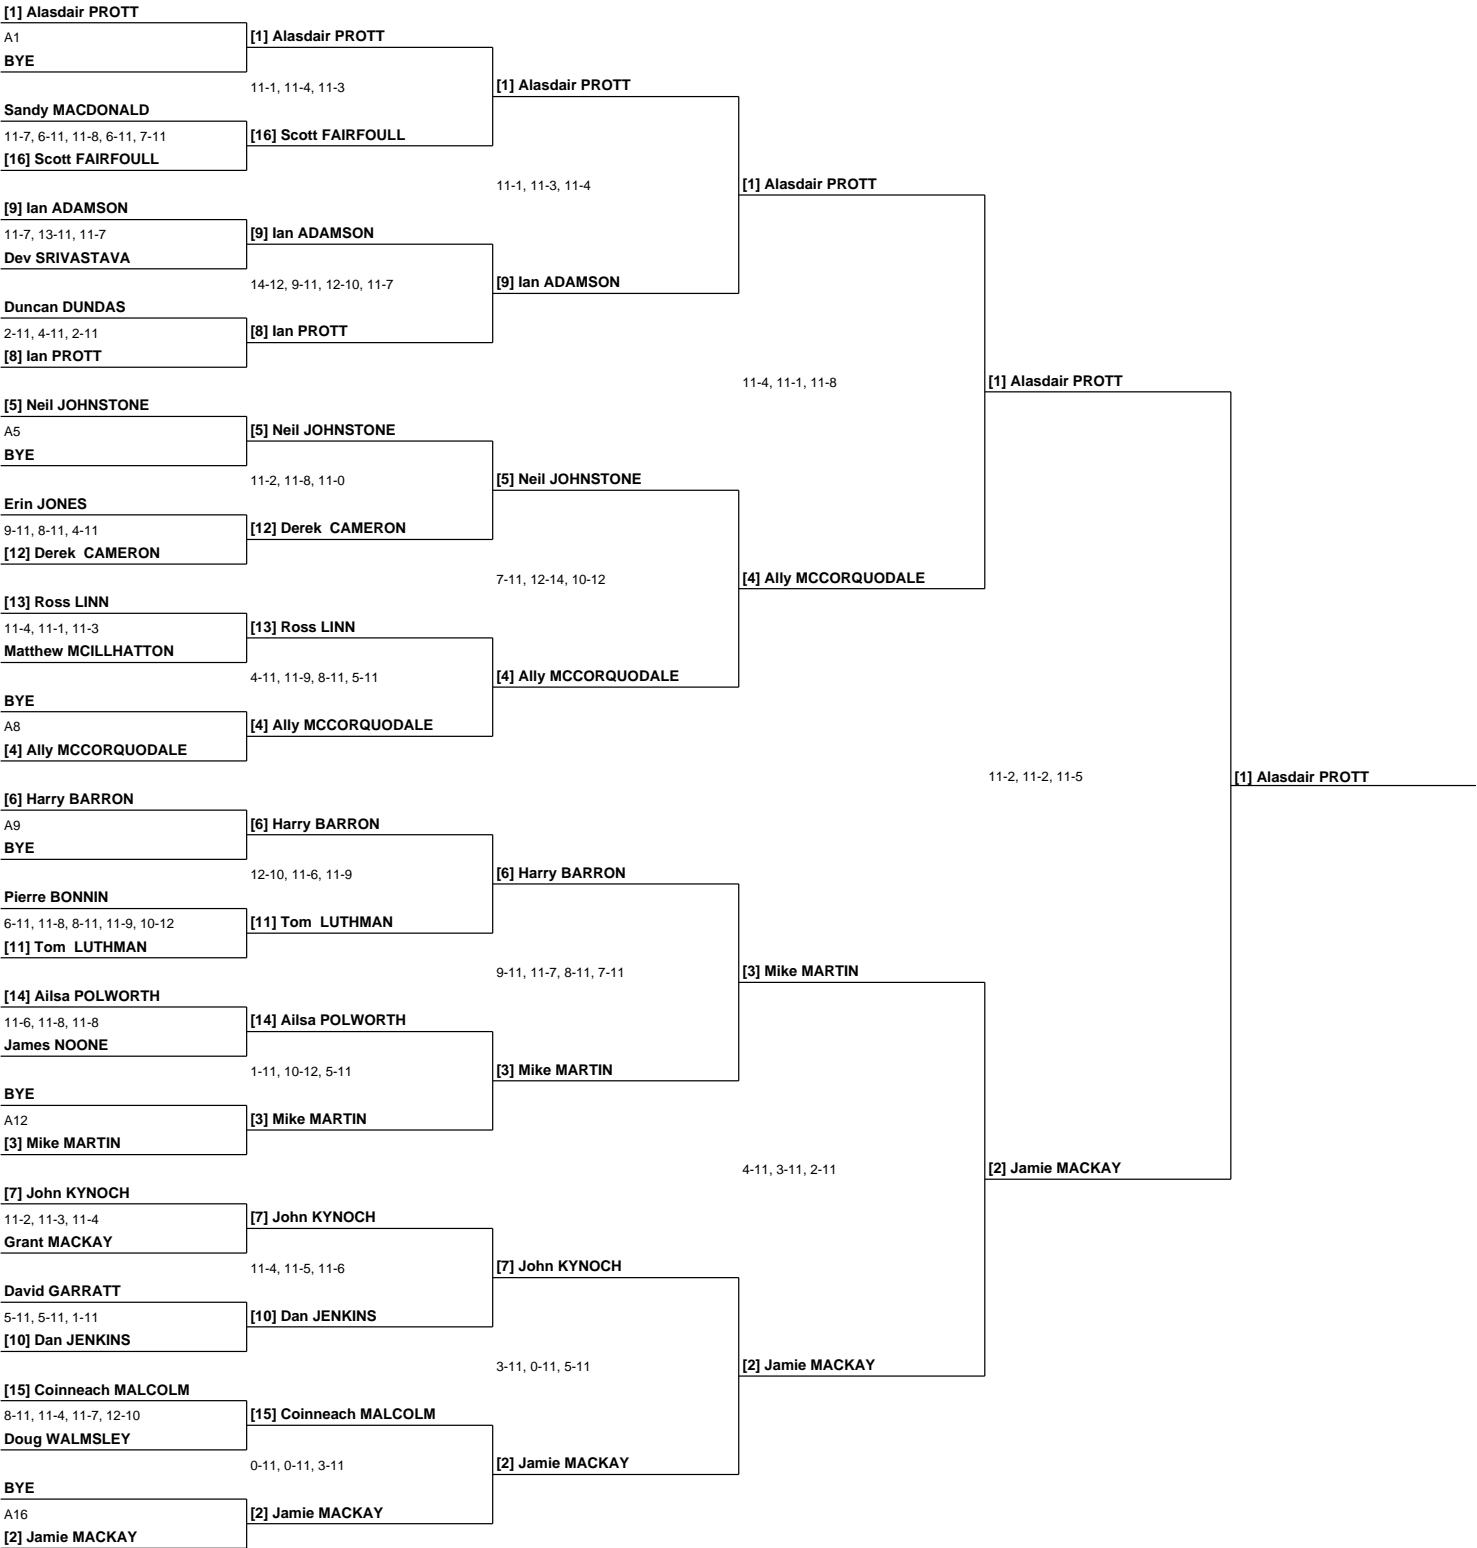 [1] Alasdair PROTT
A1
BYE
Sandy MACDONALD
11-7, 6-11, 11-8, 6-11, 7-11
[16] Scott FAIRFOULL
[9] Ian ADAMSON
11-7, 13-11, 11-7
Dev SRIVASTAVA
Duncan DUNDAS
2-11, 4-11, 2-11
[8] Ian PROTT
[5] Neil JOHNSTONE
A5
BYE
Erin JONES
9-11, 8-11, 4-11
[12] Derek  CAMERON
[13] Ross LINN
11-4, 11-1, 11-3
Matthew MCILLHATTON
BYE
A8
[4] Ally MCCORQUODALE
[6] Harry BARRON
A9
BYE
Pierre BONNIN
6-11, 11-8, 8-11, 11-9, 10-12
[11] Tom  LUTHMAN
[14] Ailsa POLWORTH
11-6, 11-8, 11-8
James NOONE
BYE
A12
[3] Mike MARTIN
[7] John KYNOCH
11-2, 11-3, 11-4
Grant MACKAY
David GARRATT
5-11, 5-11, 1-11
[10] Dan JENKINS
[15] Coinneach MALCOLM
8-11, 11-4, 11-7, 12-10
Doug WALMSLEY
BYE
A16
[2] Jamie MACKAY
[1] Alasdair PROTT
11-1, 11-4, 11-3
[16] Scott FAIRFOULL
[9] Ian ADAMSON
14-12, 9-11, 12-10, 11-7
[8] Ian PROTT
[5] Neil JOHNSTONE
11-2, 11-8, 11-0
[12] Derek  CAMERON
[13] Ross LINN
4-11, 11-9, 8-11, 5-11
[4] Ally MCCORQUODALE
[6] Harry BARRON
12-10, 11-6, 11-9
[11] Tom  LUTHMAN
[14] Ailsa POLWORTH
1-11, 10-12, 5-11
[3] Mike MARTIN
[7] John KYNOCH
11-4, 11-5, 11-6
[10] Dan JENKINS
[15] Coinneach MALCOLM
0-11, 0-11, 3-11
[2] Jamie MACKAY
[1] Alasdair PROTT
11-1, 11-3, 11-4
[9] Ian ADAMSON
[5] Neil JOHNSTONE
7-11, 12-14, 10-12
[4] Ally MCCORQUODALE
[6] Harry BARRON
9-11, 11-7, 8-11, 7-11
[3] Mike MARTIN
[7] John KYNOCH
3-11, 0-11, 5-11
[2] Jamie MACKAY
[1] Alasdair PROTT
11-4, 11-1, 11-8
[4] Ally MCCORQUODALE
[3] Mike MARTIN
4-11, 3-11, 2-11
[2] Jamie MACKAY
[1] Alasdair PROTT
11-2, 11-2, 11-5
[2] Jamie MACKAY
[1] Alasdair PROTT